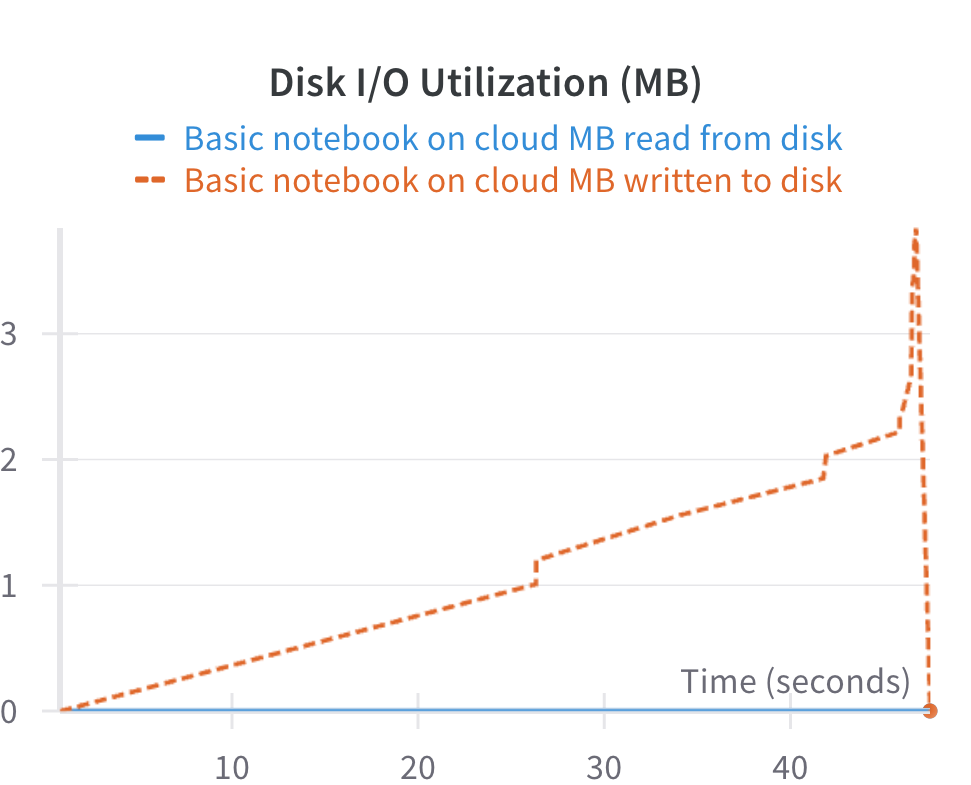 Disk I/O Utilization (MB)
Basic notebook on cloud MB read from disk
Basic notebook on cloud MB written to disk
3
2
1
Time (seconds)
0
10 20 30 40